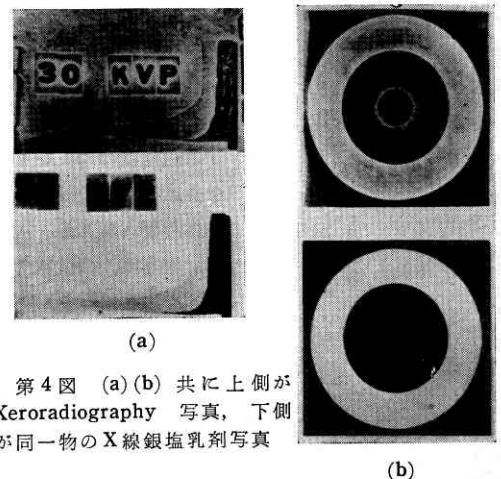 30 KVP
(a)
第4図 (a)(b) 共に上側が
Xeroradiography 写真，下側
が同一物のX線銀塩乳剤写真
(b)